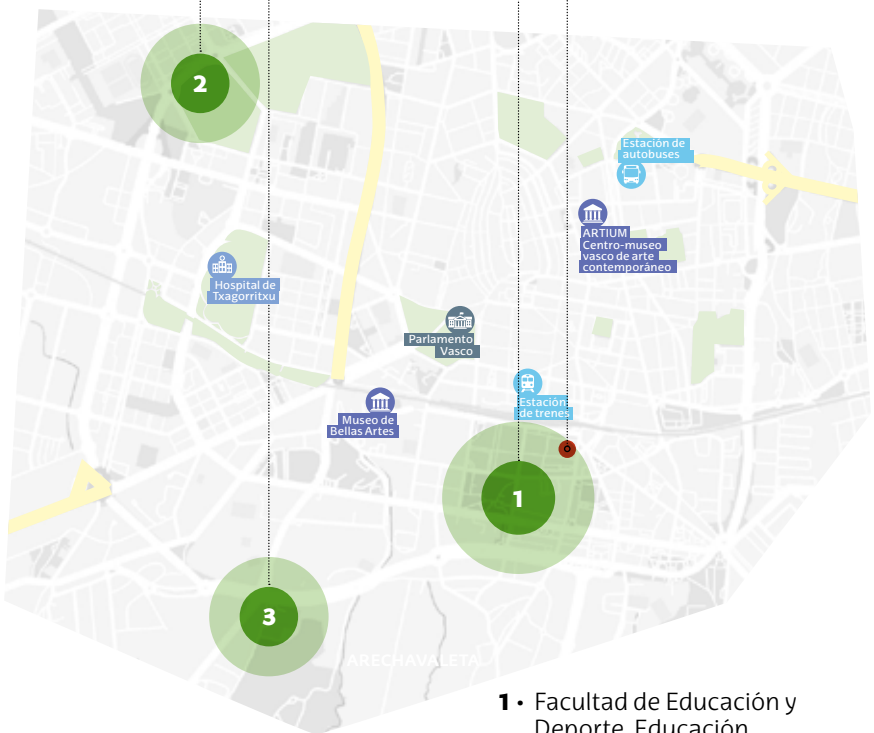 2
Estación de
autobuses
ARTIUM
Centro-museo
vasco de arte
contemporáneo
Hospital de
Txagorritxu
Parlamento
Vasco
Estación
de trenes
Museo de
Bellas Artes
1
3
ARECHAVALETA
1 · Facultad de Educación y
Deporte. Educación